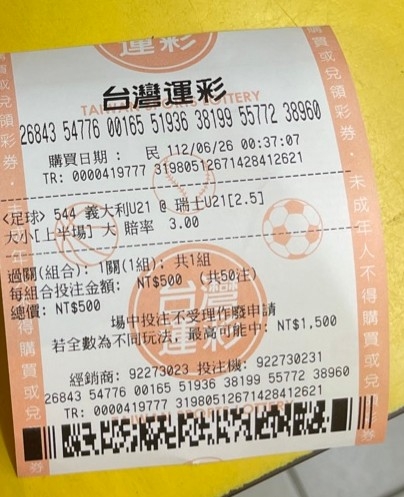 運彩
台灣運彩
TAIWAN SPORTS LOTTERY
26843 54776 00165 51936 38199 55772 38960
購買日期: 民 112/06/26 00:37:07
TR: 0000419777 31980512671428412621
<足球> 544 義大利U21 @ 瑞士U21[2.5]
大小[上半場] 大 賠率 3.00
過關(組合): 1關(1組); 共1組
每組合投注金額: NT$500 (共50注)
總價: NT$500
台灣運彩
場中投注不受理作廢申請
若全數為不同玩法, 最高可能中: NT$1,500
經銷商: 92273023 投注機: 922730231
26843 54776 00165 51936 38199 55772 38960
TR: 0000419777 31980512671428412621
購買或兌領彩券
未成年人不得購買或兌